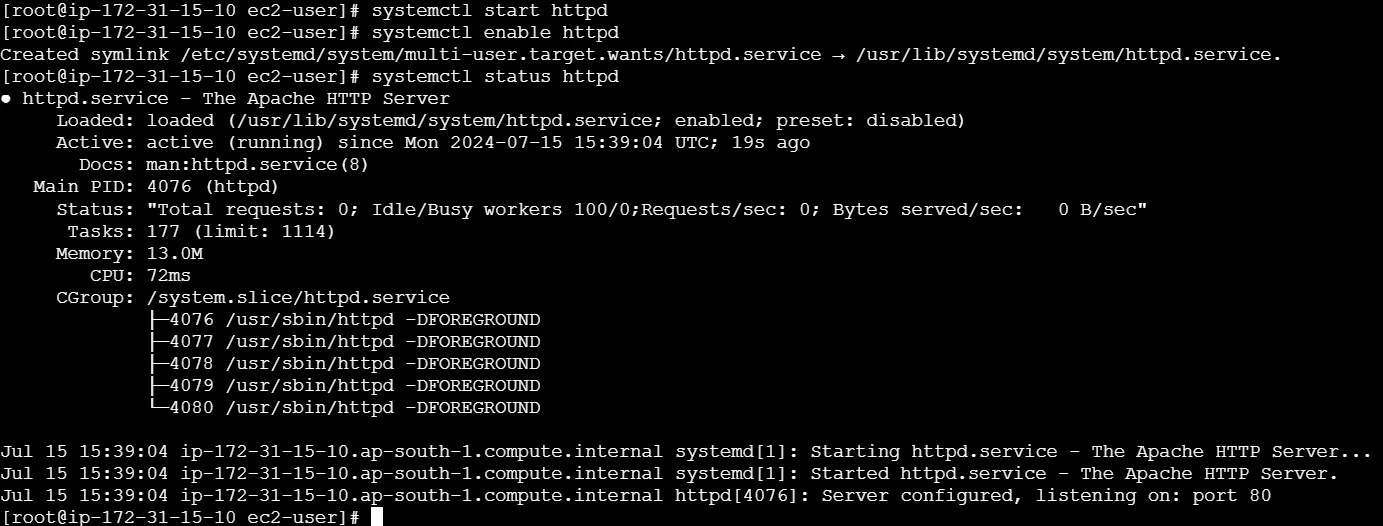 [root@ip-172-31-15-10 ec2-user]# systemctl start httpd
[root@ip-172-31-15-10 ec2-user]# systemctl enable httpd
Created symlink /etc/systemd/system/multi-user.target.wants/httpd.service → /usr/lib/systemd/system/httpd.service.
[root@ip-172-31-15-10 ec2-user]# systemctl status httpd
● httpd.service - The Apache HTTP Server
     Loaded: loaded (/usr/lib/systemd/system/httpd.service; enabled; preset: disabled)
     Active: active (running) since Mon 2024-07-15 15:39:04 UTC; 19s ago
       Docs: man:httpd.service(8)
   Main PID: 4076 (httpd)
     Status: "Total requests: 0; Idle/Busy workers 100/0;Requests/sec: 0; Bytes served/sec:   0 B/sec"
      Tasks: 177 (limit: 1114)
     Memory: 13.0M
        CPU: 72ms
     CGroup: /system.slice/httpd.service
             ├─4076 /usr/sbin/httpd -DFOREGROUND
             ├─4077 /usr/sbin/httpd -DFOREGROUND
             ├─4078 /usr/sbin/httpd -DFOREGROUND
             ├─4079 /usr/sbin/httpd -DFOREGROUND
             └─4080 /usr/sbin/httpd -DFOREGROUND

Jul 15 15:39:04 ip-172-31-15-10.ap-south-1.compute.internal systemd[1]: Starting httpd.service - The Apache HTTP Server...
Jul 15 15:39:04 ip-172-31-15-10.ap-south-1.compute.internal systemd[1]: Started httpd.service - The Apache HTTP Server.
Jul 15 15:39:04 ip-172-31-15-10.ap-south-1.compute.internal httpd[4076]: Server configured, listening on: port 80
[root@ip-172-31-15-10 ec2-user]#